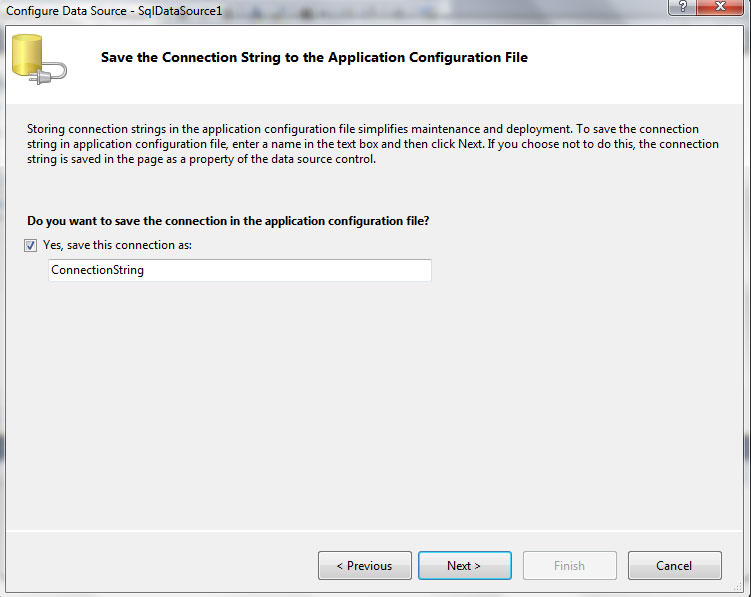 Configure Data Source - SqlDataSource1
?
Save the Connection String to the Application Configuration File
Storing connection strings in the application configuration file simplifies maintenance and deployment. To save the connection
string in application configuration file, enter a name in the text box and then click Next. If you choose not to do this, the connection
string is saved in the page as a property of the data source control.
Do you want to save the connection in the application configuration file?
Yes, save this connection as:
ConnectionString
< Previous
Next >
Finish
Cancel